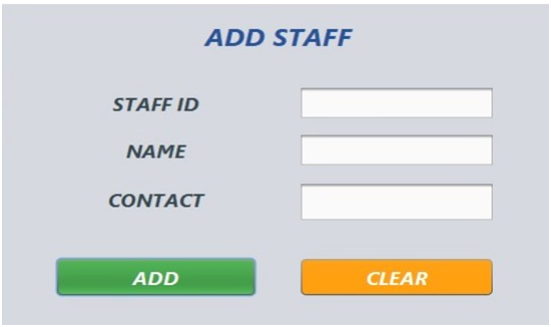 ADD STAFF
STAFF ID
NAME
CONTACT
ADD CLEAR